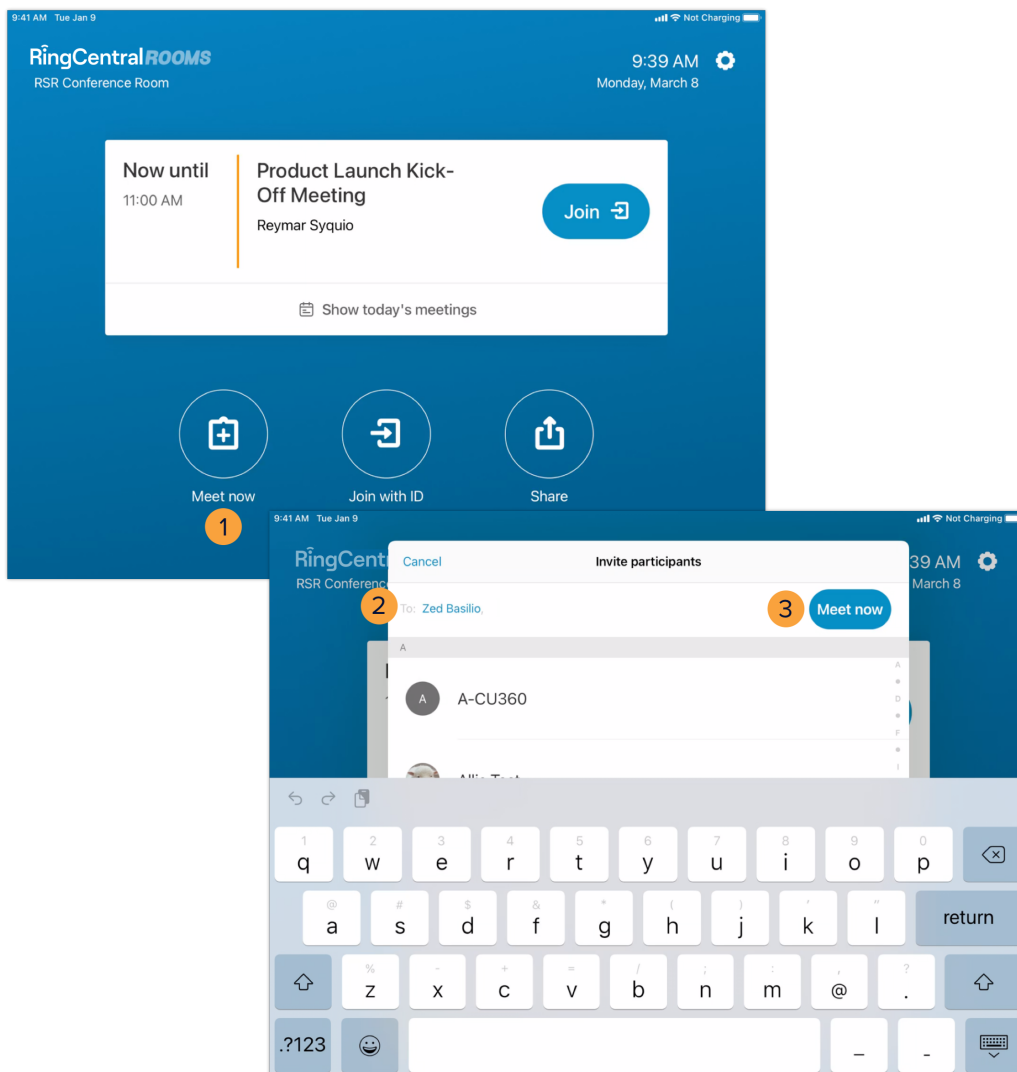 9:41 AM Tue Jan 9
Not Charging
RingCentral ROOMS
RSR Conference Room
9:39 AM
Monday, March 8
Now until
11:00 AM
Product Launch Kick-
Off Meeting
Reymar Syquio
Join
Show today's meetings
Meet now
Join with ID
Share
1
9:41 AM Tue Jan 9
Not Charging
RingCent
RSR Conferenc
39 AM
March 8
Cancel
Invite participants
2
To: Zed Basilio,
3
Meet now
A
A
A-CU360
A
D
F
I
1 2 3 4 5 6 7 8 9 0
q w e r t y u i o p
@ # $ & * ( ) ' "
a s d f g h j k l
return
% - + = / ; : , ?
z x c v b n m @ .
.?123
_ -